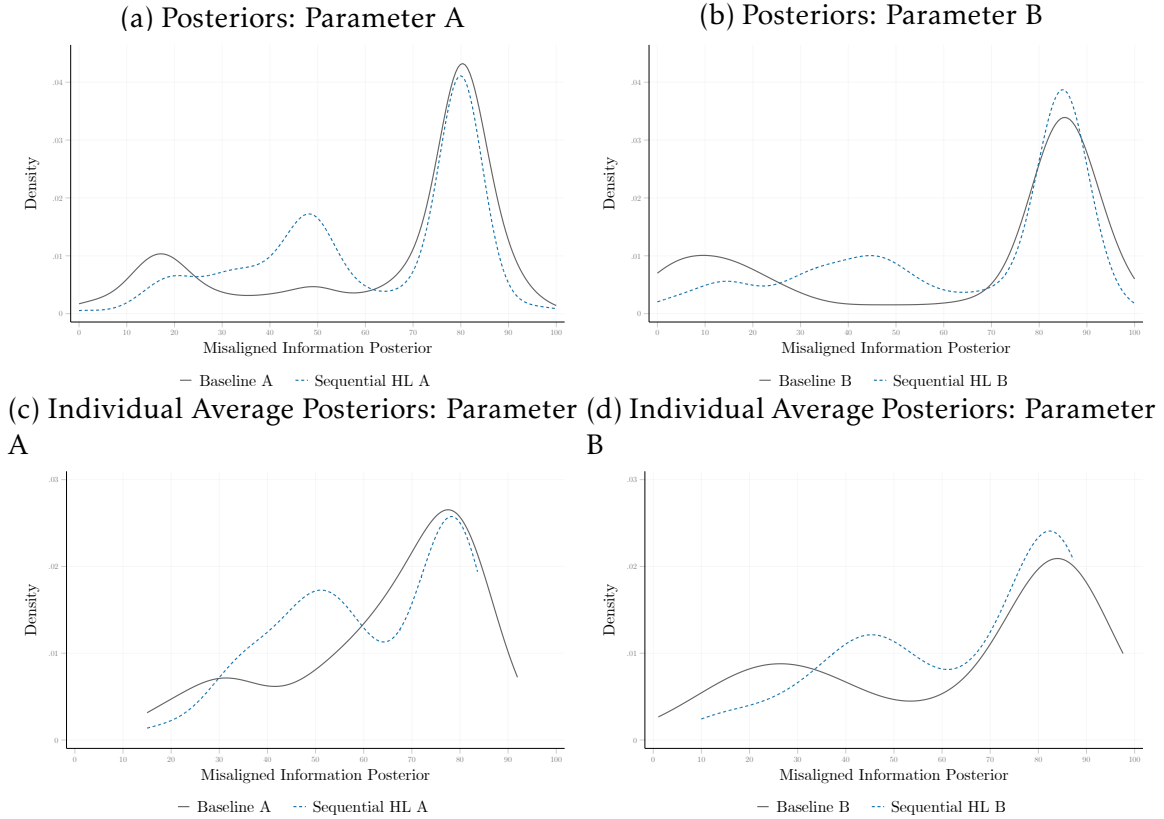 (a) Posteriors: Parameter A
.04
.03
.02
.01
0
Density
0 10 20 30 40 50 60 70 80 90 100
Misaligned Information Posterior
Baseline A Sequential HL A
(b) Posteriors: Parameter B
.04
.03
.02
.01
0
Density
0 10 20 30 40 50 60 70 80 90 100
Misaligned Information Posterior
Baseline B Sequential HL B
(c) Individual Average Posteriors: Parameter
A
.03
.02
.01
0
Density
0 10 20 30 40 50 60 70 80 90 100
Misaligned Information Posterior
Baseline A Sequential HL A
(d) Individual Average Posteriors: Parameter
B
.03
.02
.01
0
Density
0 10 20 30 40 50 60 70 80 90 100
Misaligned Information Posterior
Baseline B Sequential HL B